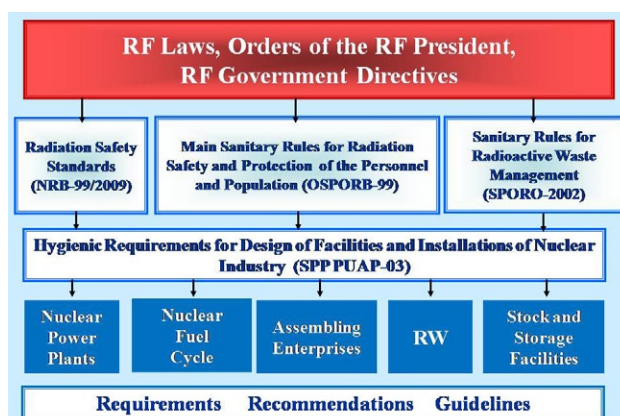 RF Laws, Orders of the RF President,
RF Government Directives
Radiation Safety
Standards
(NRB-99/2009)
Main Sanitary Rules for Radiation
Safety and Protection of the Personnel
and Population (OSPORB-99)
Sanitary Rules for
Radioactive Waste
Management
(SPORO-2002)
Hygienic Requirements for Design of Facilities and Installations of Nuclear
Industry (SPP PUAP-03)
Nuclear
Power
Plants
Nuclear
Fuel
Cycle
Assembling
Enterprises
RW
Stock and
Storage
Facilities
Requirements Recommendations Guidelines